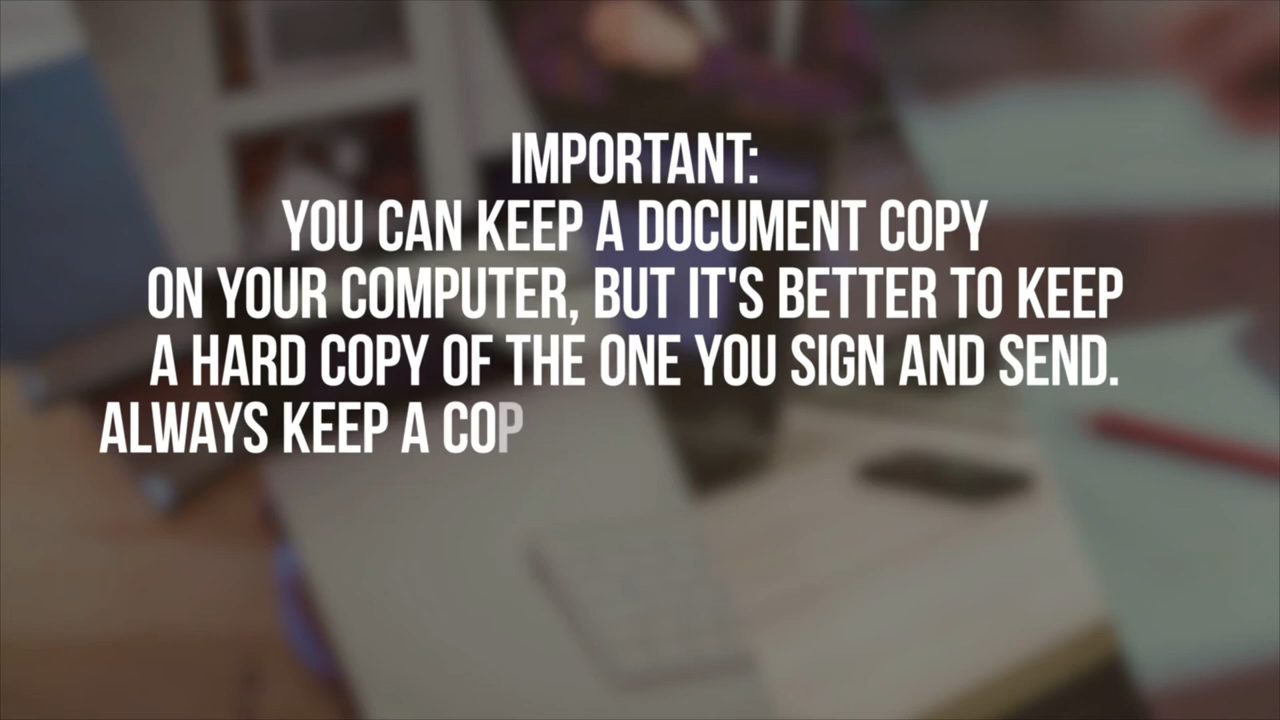 IMPORTANT:
YOU CAN KEEP A DOCUMENT COPY
ON YOUR COMPUTER, BUT IT'S BETTER TO KEEP
A HARD COPY OF THE ONE YOU SIGN AND SEND.
ALWAYS KEEP A COP